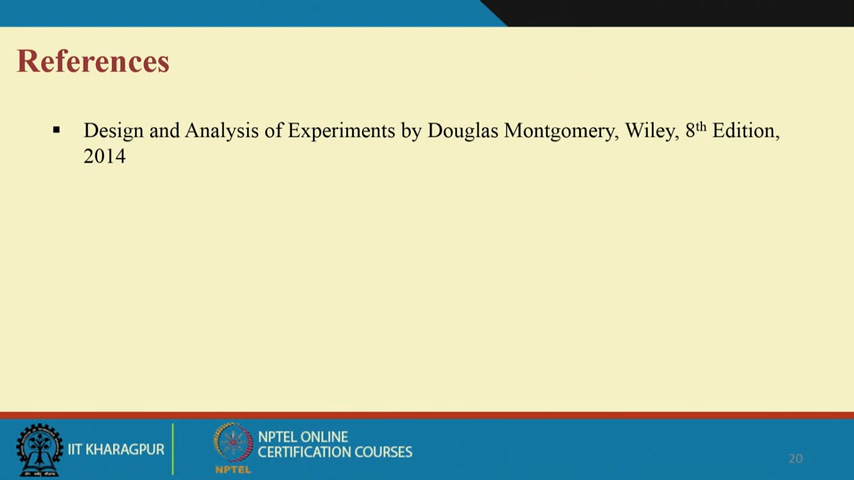 References
▪ Design and Analysis of Experiments by Douglas Montgomery, Wiley, 8th Edition,
2014
IIT KHARAGPUR
NPTEL
NPTEL ONLINE
CERTIFICATION COURSES
20